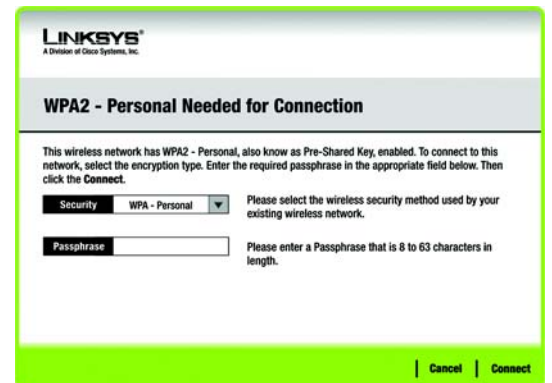 LINKSYS®
A Division of Cisco Systems, Inc.
WPA2 - Personal Needed for Connection
This wireless network has WPA2 - Personal, also know as Pre-Shared Key, enabled. To connect to this
network, select the encryption type. Enter the required passphrase in the appropriate field below. Then
click the Connect.
Security WPA - Personal Please select the wireless security method used by your
existing wireless network.
Passphrase Please enter a Passphrase that is 8 to 63 characters in
length.
Cancel Connect